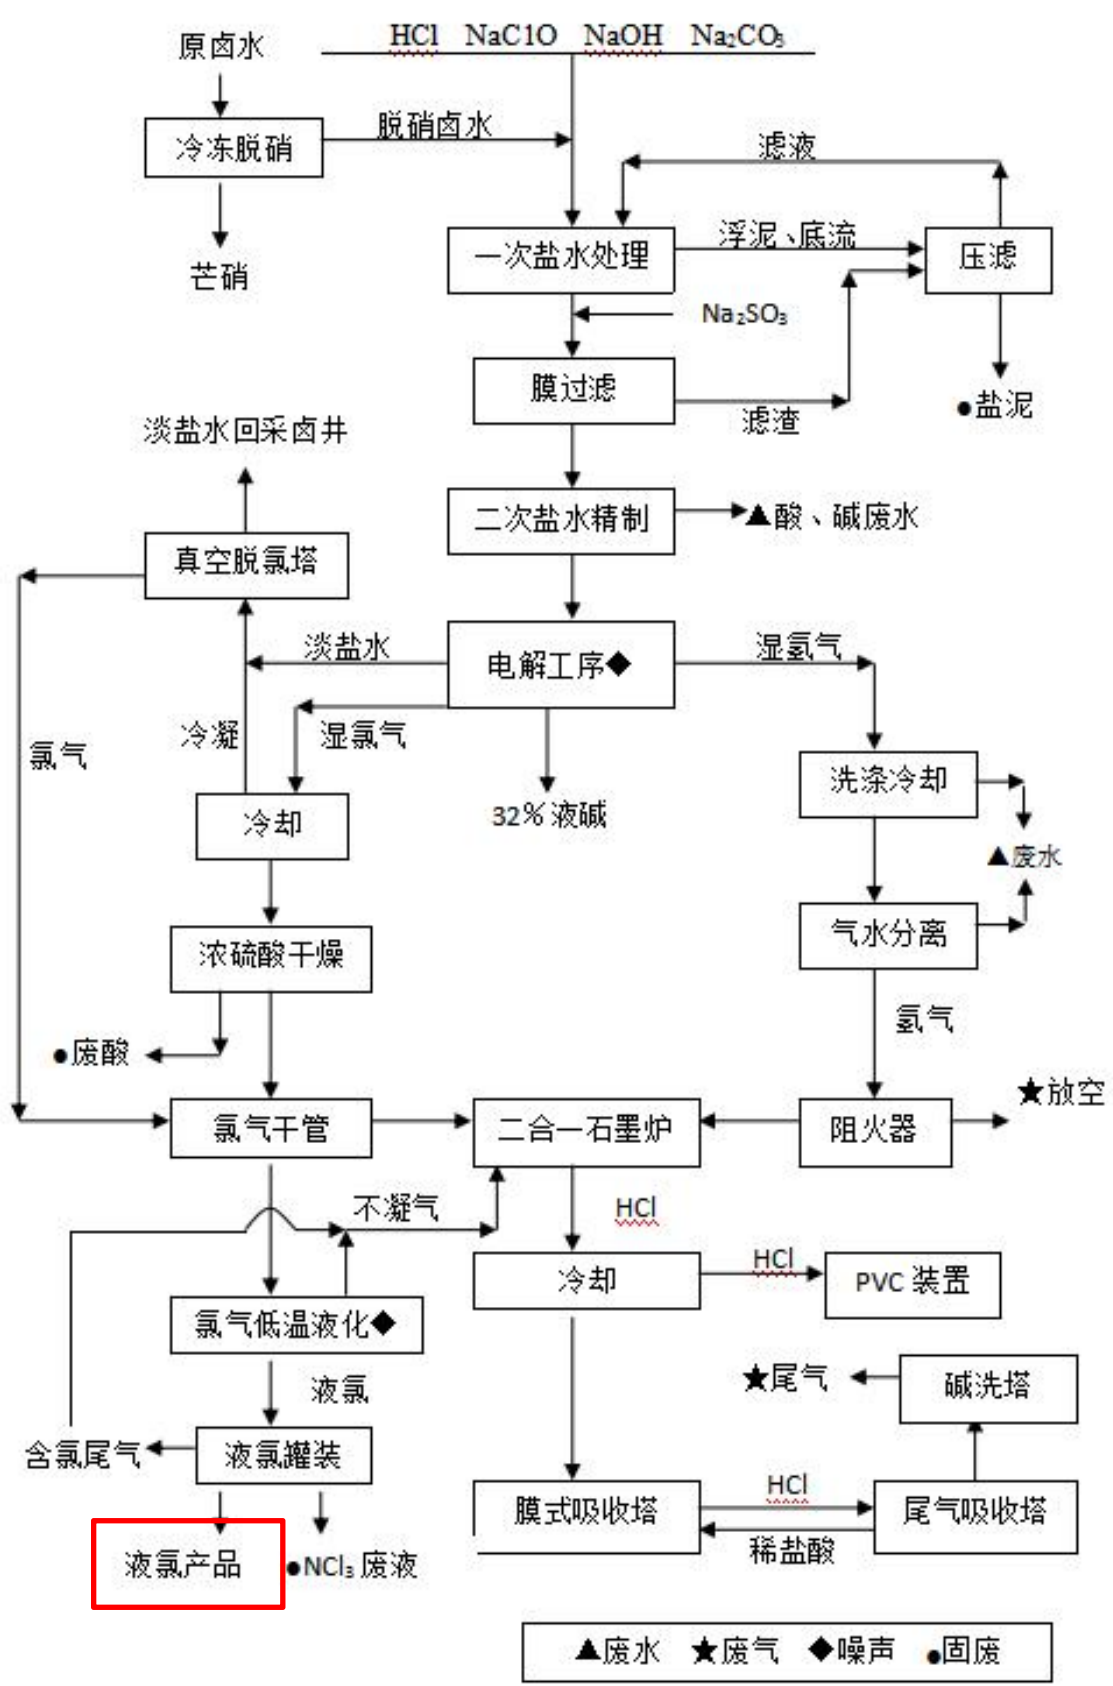 HCl NaClO NaOH Na₂CO₃
原卤水
脱硝卤水
冷冻脱硝
滤液
芒硝
一次盐水处理
浮泥、底流
压滤
Na₂SO₃
膜过滤
滤渣
●盐泥
淡盐水回采卤井
二次盐水精制
▲酸、碱废水
真空脱氯塔
淡盐水
电解工序◆
湿氢气
氯气
冷凝
湿氯气
洗涤冷却
32%液碱
冷却
▲废水
浓硫酸干燥
气水分离
氢气
●废酸
★放空
氯气干管
二合一石墨炉
阻火器
不凝气
HCl
冷却
HCl
PVC 装置
氯气低温液化◆
液氯
★尾气
碱洗塔
含氯尾气
液氯罐装
膜式吸收塔
HCl
尾气吸收塔
稀盐酸
液氯产品
●NCl₃废液
▲废水 ★废气 ◆噪声 ●固废